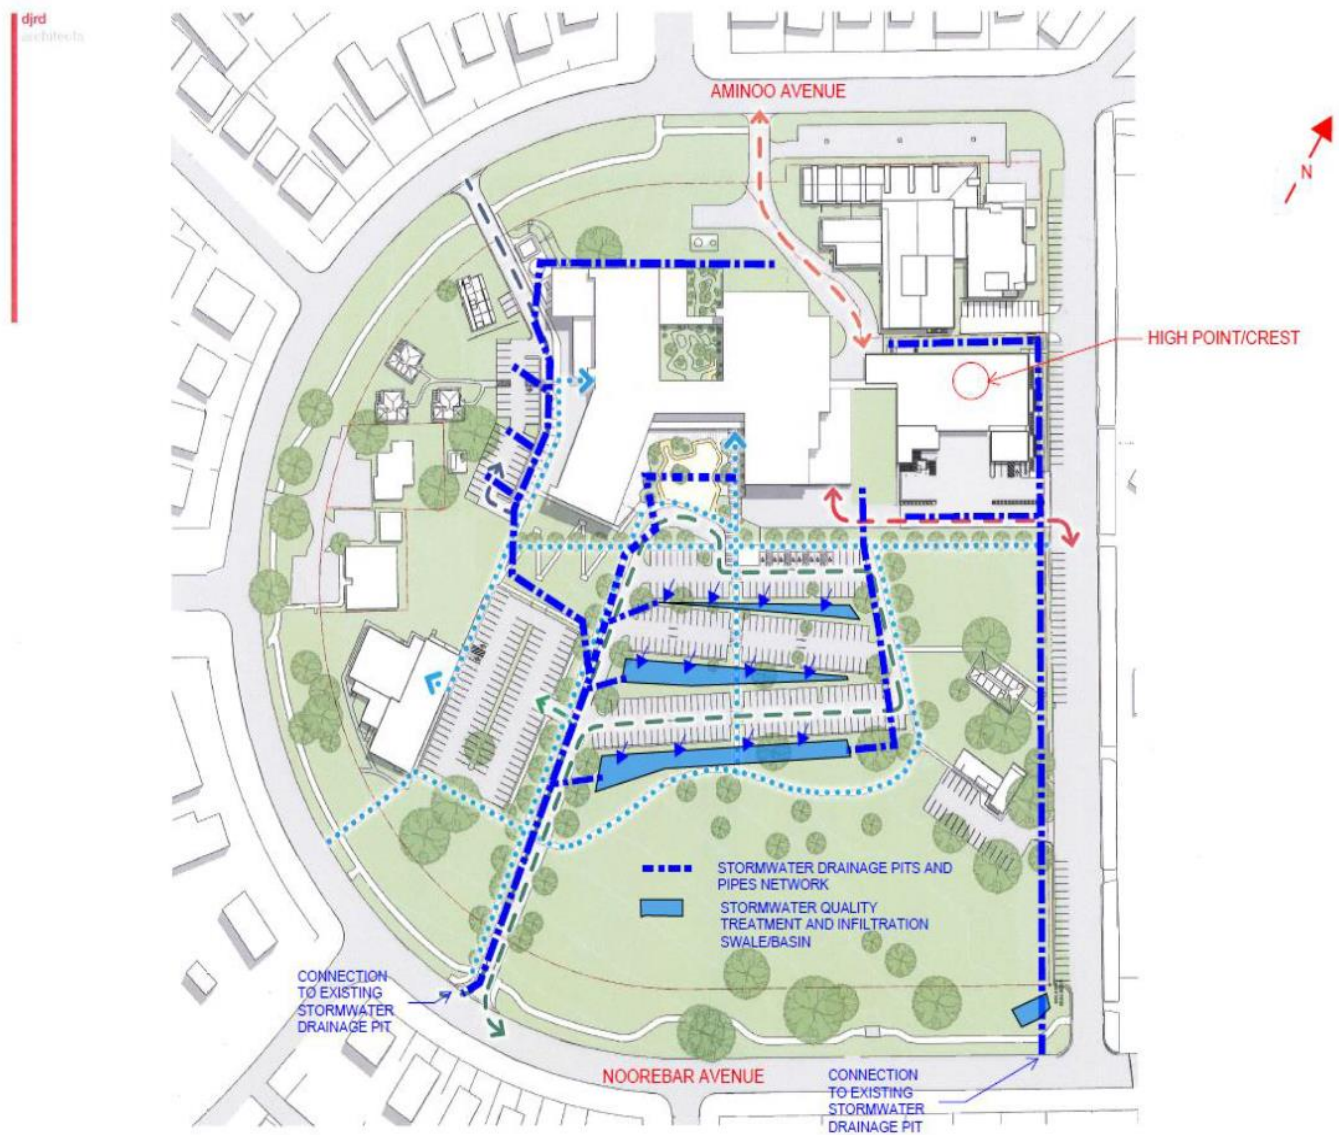 djrd
architects
AMINOO AVENUE
N
HIGH POINT/CREST
STORMWATER DRAINAGE PITS AND
PIPES NETWORK
STORMWATER QUALITY
TREATMENT AND INFILTRATION
SWALE/BASIN
CONNECTION
TO EXISTING
STORMWATER
DRAINAGE PIT
NOOREBAR AVENUE
CONNECTION
TO EXISTING
STORMWATER
DRAINAGE PIT